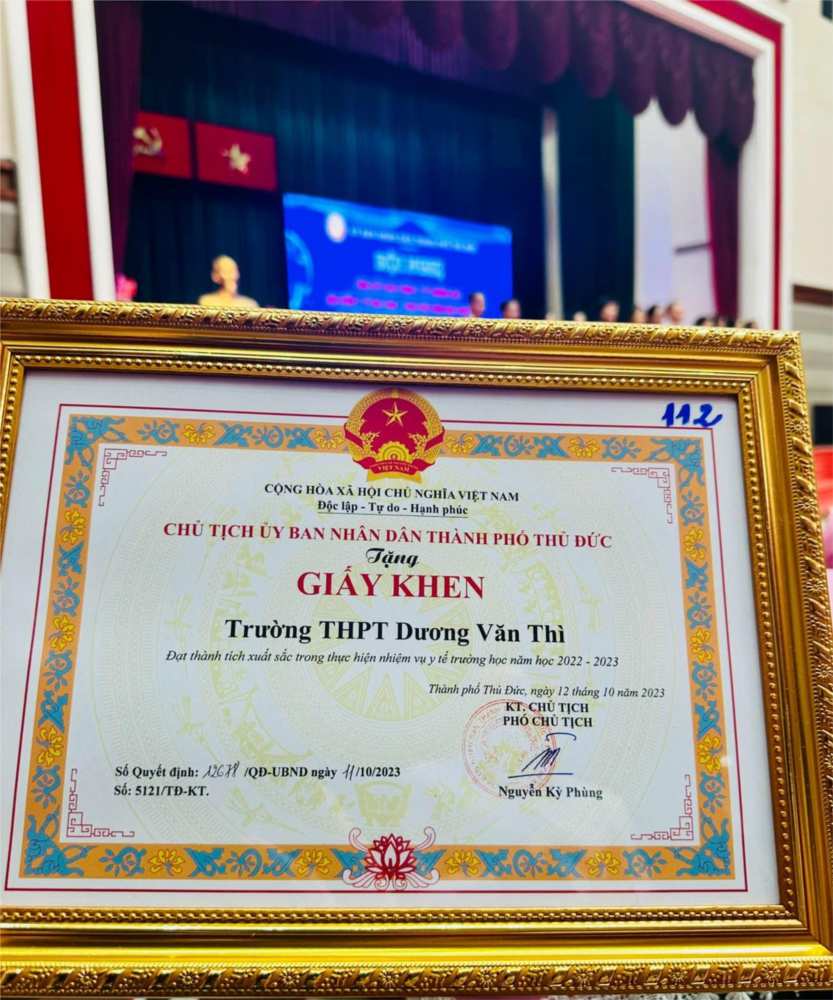 112
VIỆT NAM
CỘNG HÒA XÃ HỘI CHỦ NGHĨA VIỆT NAM
Độc lập - Tự do - Hạnh phúc
CHỦ TỊCH ỦY BAN NHÂN DÂN THÀNH PHỐ THỦ ĐỨC
Tặng
GIẤY KHEN
Trường THPT Dương Văn Thì
Đạt thành tích xuất sắc trong thực hiện nhiệm vụ y tế trường học năm học 2022 - 2023
Thành phố Thủ Đức, ngày 12 tháng 10 năm 2023
KT. CHỦ TỊCH
PHÓ CHỦ TỊCH
Số Quyết định: /QĐ-UBND ngày 11/10/2023
Số: 5121/TĐ-KT.
Nguyễn Kỳ Phùng